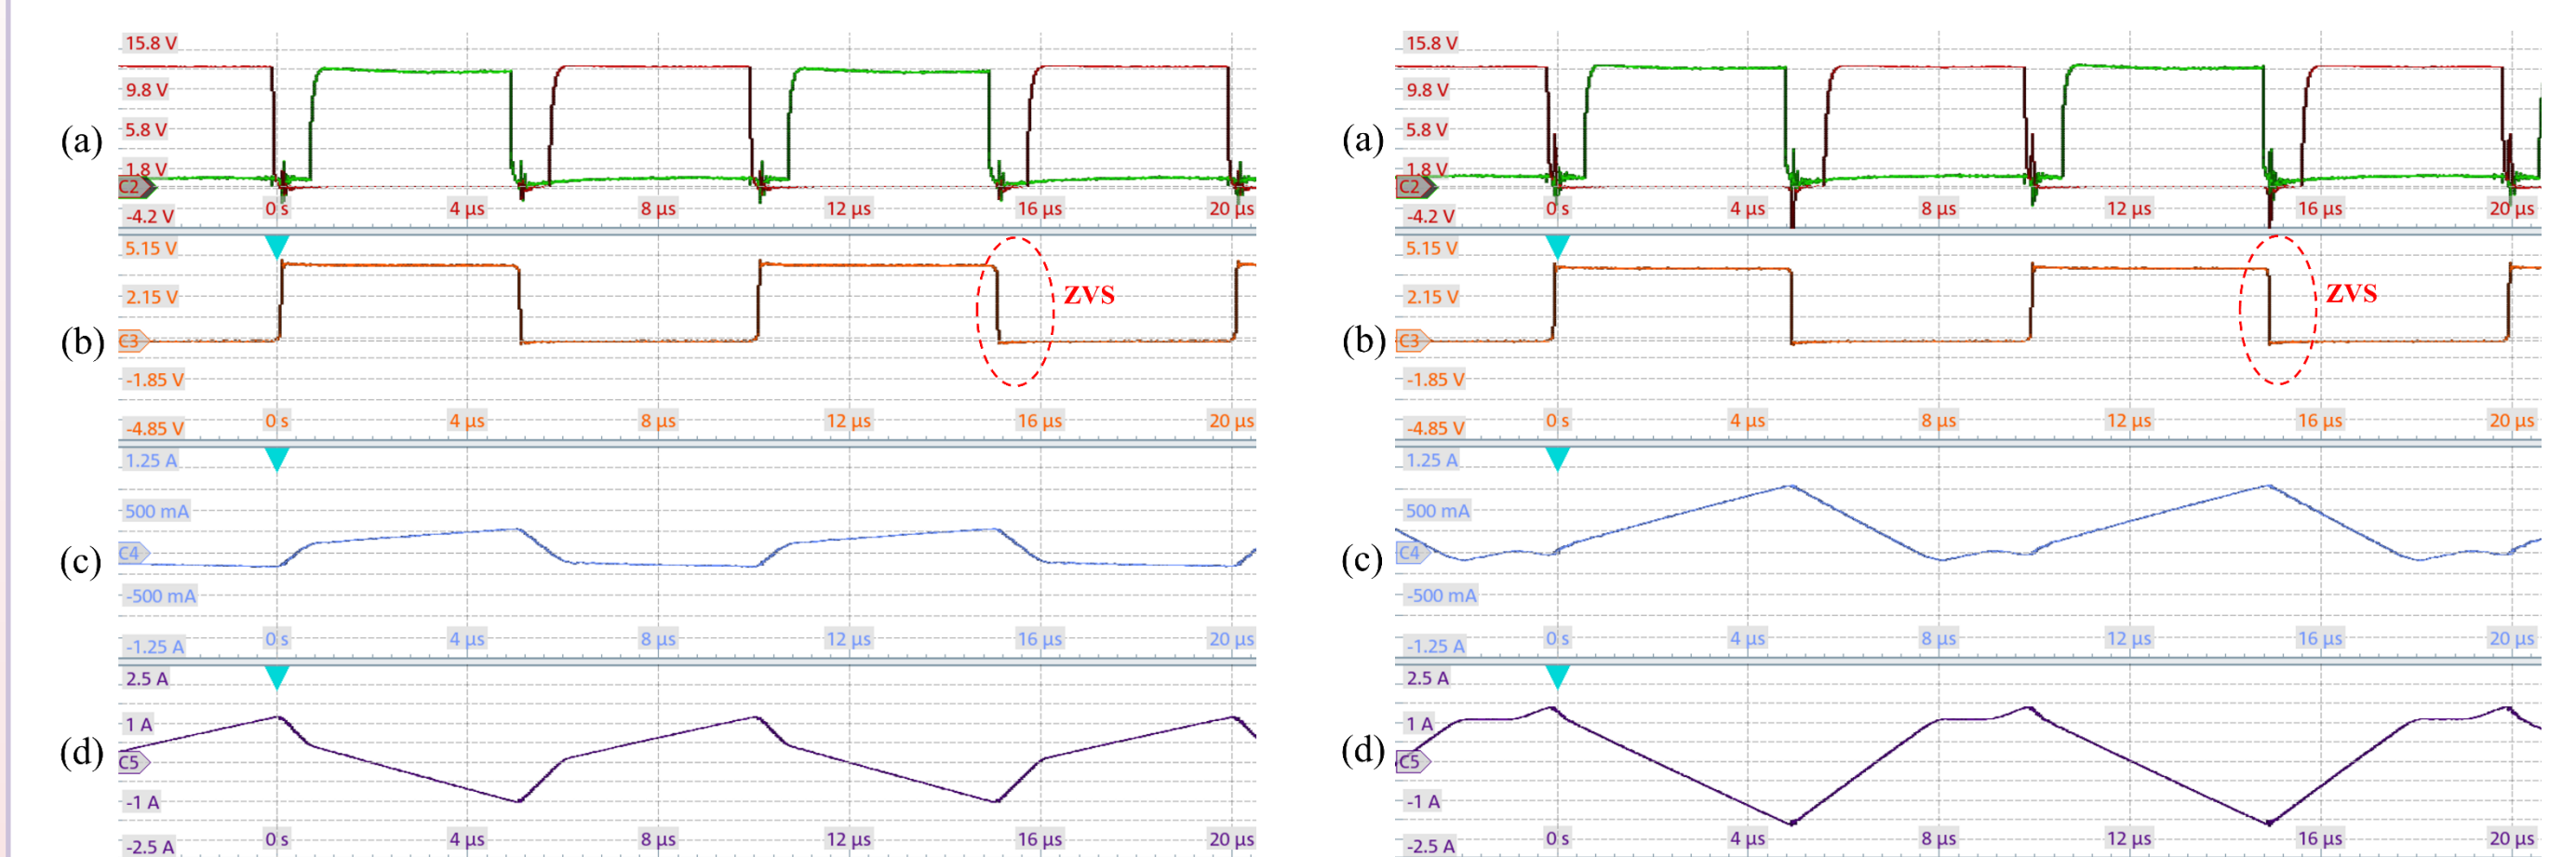 15.8 V
9.8 V
(a)
5.8 V
1.8 V
C2
-4.2 V
0 s 4 µs 8 µs 12 µs 16 µs 20 µs
5.15 V
2.15 V
ZVS
(b)
C3
-1.85 V
-4.85 V
0 s 4 µs 8 µs 12 µs 16 µs 20 µs
1.25 A
500 mA
(c)
C4
-500 mA
-1.25 A
0 s 4 µs 8 µs 12 µs 16 µs 20 µs
2.5 A
1 A
(d)
C5
-1 A
-2.5 A
0 s 4 µs 8 µs 12 µs 16 µs 20 µs
15.8 V
9.8 V
(a)
5.8 V
1.8 V
C2
-4.2 V
0 s 4 µs 8 µs 12 µs 16 µs 20 µs
5.15 V
2.15 V
ZVS
(b)
C3
-1.85 V
-4.85 V
0 s 4 µs 8 µs 12 µs 16 µs 20 µs
1.25 A
500 mA
(c)
C4
-500 mA
-1.25 A
0 s 4 µs 8 µs 12 µs 16 µs 20 µs
2.5 A
1 A
(d)
C5
-1 A
-2.5 A
0 s 4 µs 8 µs 12 µs 16 µs 20 µs